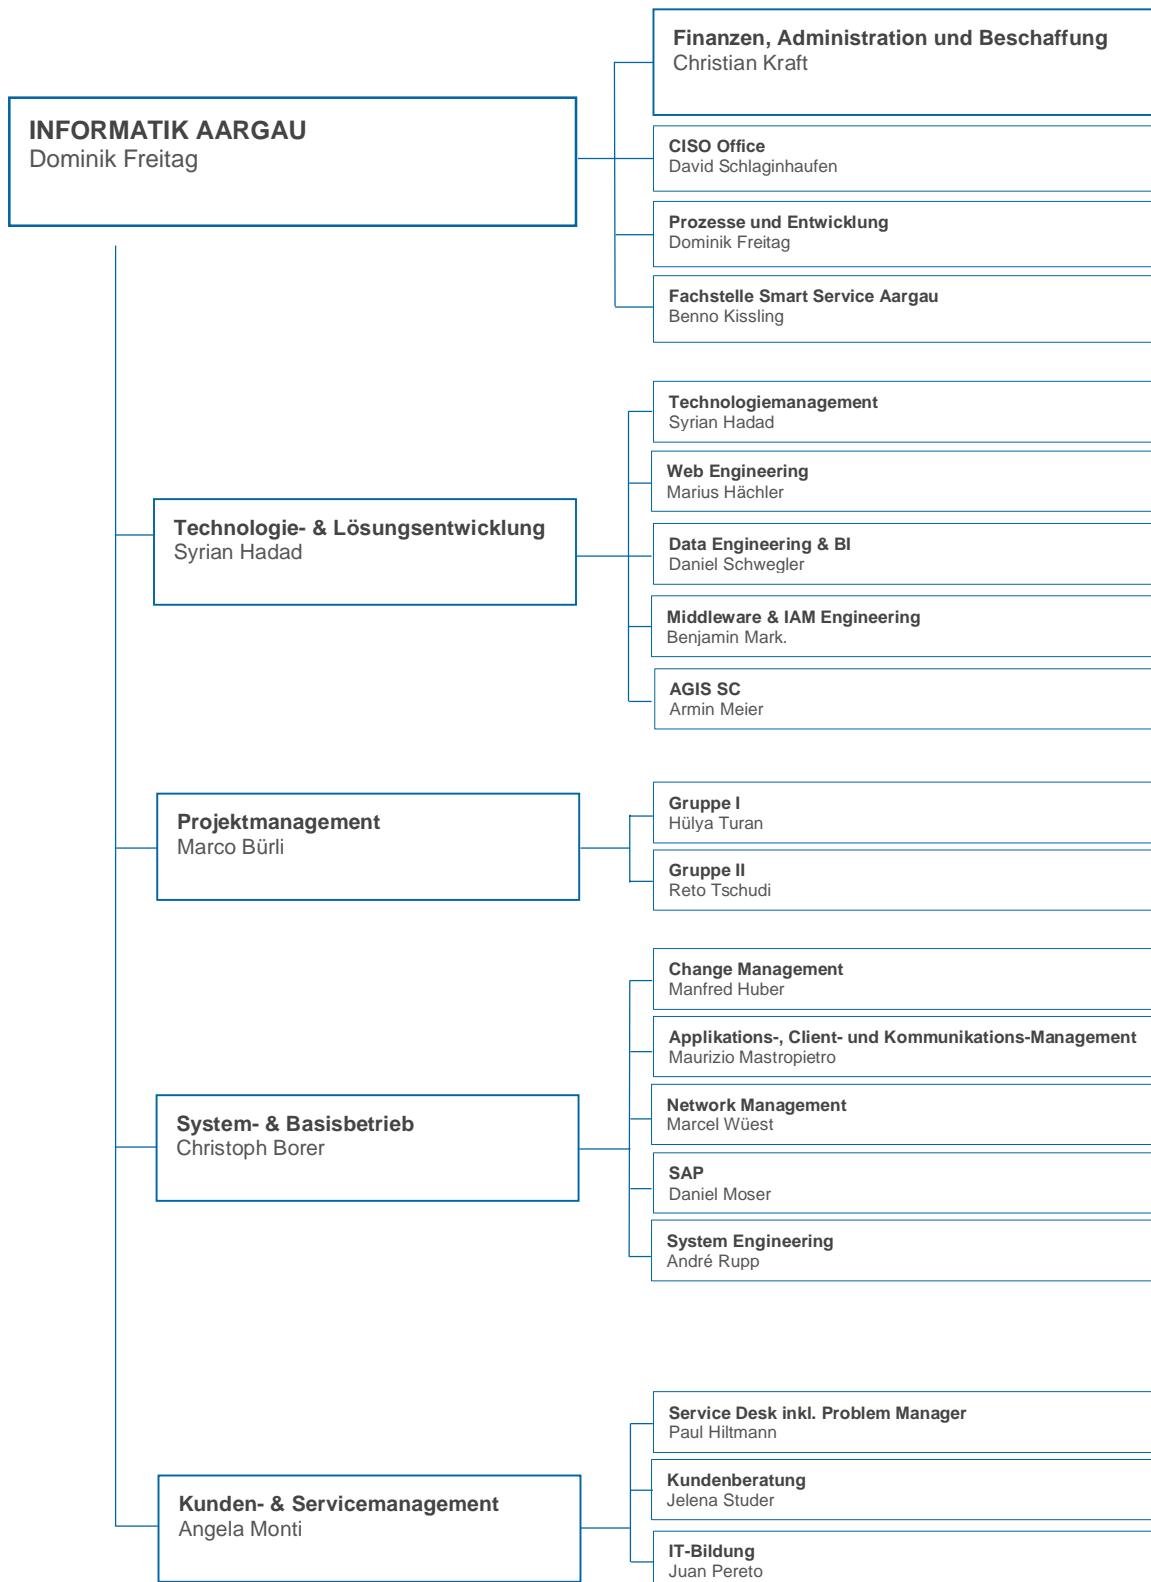 INFORMATIK AARGAU
Dominik Freitag
Finanzen, Administration und Beschaffung
Christian Kraft
CISO Office
David Schlaginhaufen
Prozesse und Entwicklung
Dominik Freitag
Fachstelle Smart Service Aargau
Benno Kissling
Technologie- & Lösungsentwicklung
Syrian Hadad
Technologiemanagement
Syrian Hadad
Web Engineering
Marius Hächler
Data Engineering & BI
Daniel Schwegler
Middleware & IAM Engineering
Benjamin Mark.
AGIS SC
Armin Meier
Projektmanagement
Marco Bürli
Gruppe I
Hülya Turan
Gruppe II
Reto Tschudi
System- & Basisbetrieb
Christoph Borer
Change Management
Manfred Huber
Applikations-, Client- und Kommunikations-Management
Maurizio Mastropietro
Network Management
Marcel Wüest
SAP
Daniel Moser
System Engineering
André Rupp
Kunden- & Servicemanagement
Angela Monti
Service Desk inkl. Problem Manager
Paul Hiltmann
Kundenberatung
Jelena Studer
IT-Bildung
Juan Pereto